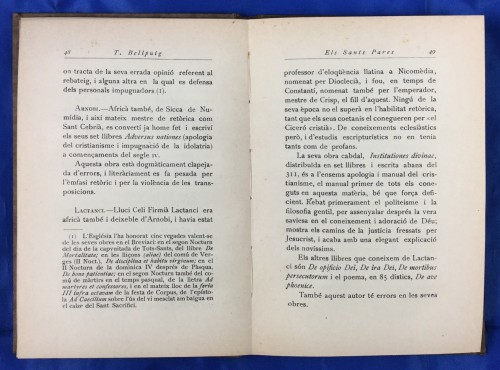 48 T. Bellpuig
on tracta de la seva errada opinió referent al
rebateig, i alguna altra en la qual es defensa
dels personals impugnadors (1).
Arnobi.—Africà també, de Sicca de Nu-
mídia, i així mateix mestre de retòrica com
Sant Cebrià, es convertí ja home fet i escriví
els seus set llibres Adversus nationes (apologia
del cristianisme i impugnació de la idolatria)
a començaments del segle IV.
Aquesta obra està dogmàticament clapeja-
da d'errors, i literàriament es fa pesada per
l'èmfasi retòric i per la violència de les trans-
posicions.
Lactanci.—Lluci Celi Firmià Lactanci era
africà també i deixeble d'Arnobi, i havia estat
(1) L'Església l'ha honorat cinc vegades valent-se
de les seves obres en el Breviari: en el segon Nocturn
del dia de la capvuitada de Tots-Sants, del llibre De
Mortalitate; en les lliçons (alias) del comú de Ver-
ges (II Noct.), De disciplina et habitu virginum; en el
II Nocturn de la dominica IV després de Pasqua,
De bono patientiae; en el segon Nocturn també del co-
mú de màrtirs en el temps pasqual, de la lletra ad
martyres et confessores, i en el mateix lloc de la feria
III infra octavam de la festa de Corpus, de l'epísto-
la Ad Caecilium sobre l'ús del vi mesclat am baigua en
el calze del Sant Sacrifici.
Els Sants Pares 49
professor d'eloqüència llatina a Nicomèdia,
nomenat per Dioclecià, i fou, en temps de
Constantí, nomenat també per l'emperador,
mestre de Crisp, el fill d'aquest. Ningú de la
seva època no el superà en l'habilitat retòrica,
tant que els seus coetanis el conegueren per «el
Ciceró cristià». De coneixements eclesiàstics
però, i d'estudis escripturístics no en tenia
tants com de profans.
La seva obra cabdal, Institutiones divinae,
distribuïda en set llibres i escrita abans del
311, és a l'ensems apologia i manual del cris-
tianisme, el manual primer de tots els cone-
guts en aquesta matèria, bé que força defi-
cient. Rebat primerament el politeisme i la
filosofia gentil, per assenyalar després la vera
saviesa en el coneixement i adoració de Déu;
mostra els camins de la justícia fressats per
Jesucrist, i acaba amb una elegant explicació
dels novíssims.
Els altres llibres que coneixem de Lactan-
ci són De opificio Dei, De ira Dei, De mortibus
persecutorum i el poema, en 85 dística, De ave
phoenice.
També aquest autor té errors en les seves
obres.